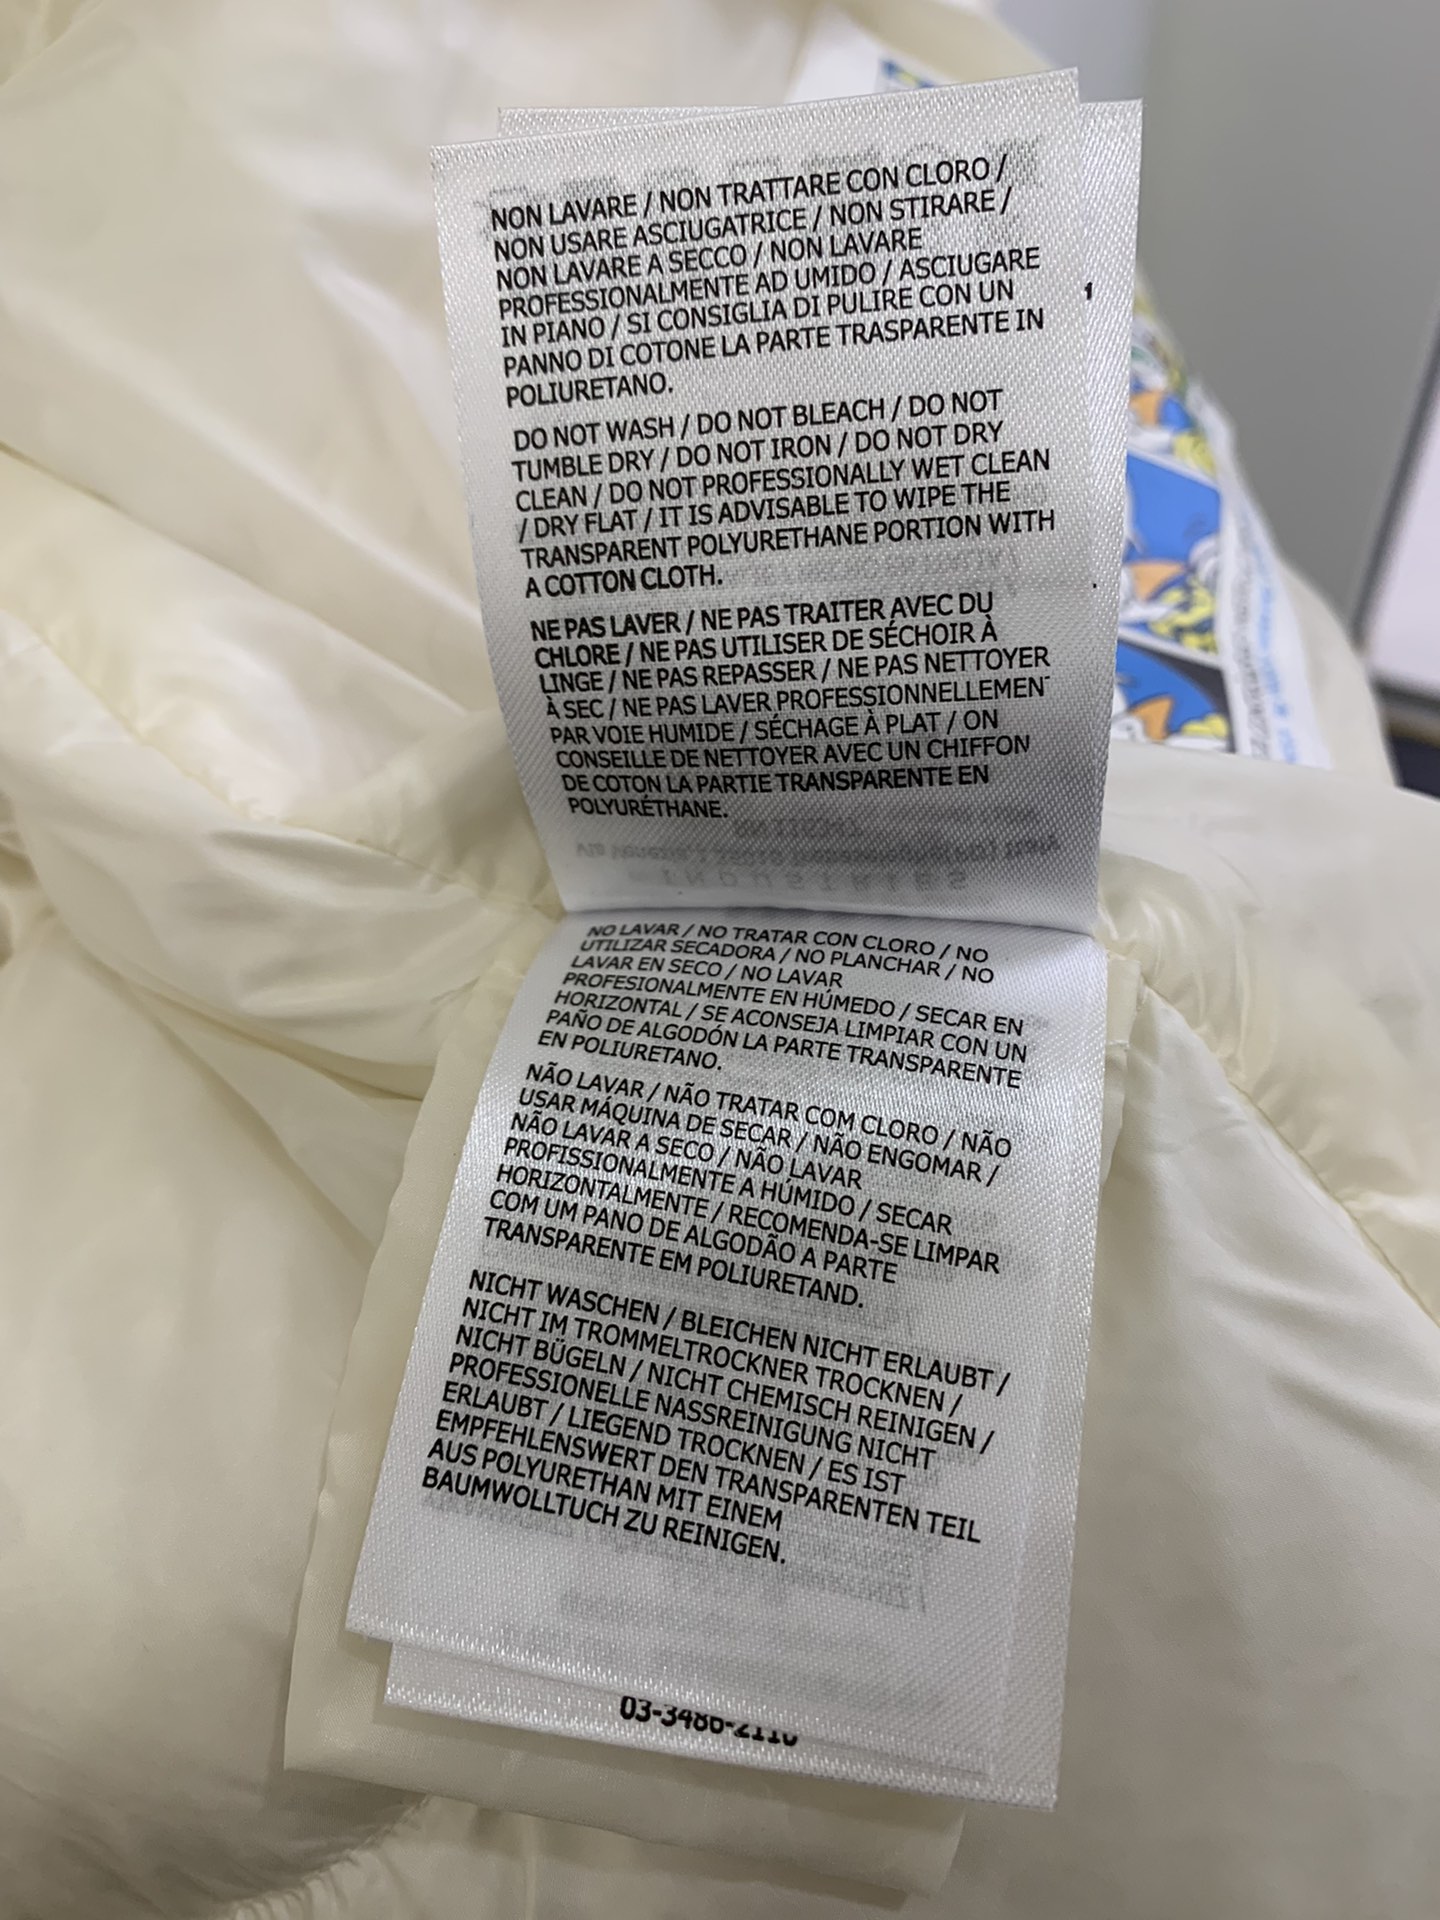 NON LAVARE / NON TRATTARE CON CLORO /
NON USARE ASCIUGATRICE / NON STIRARE /
NON LAVARE A SECCO / NON LAVARE
PROFESSIONALMENTE AD UMIDO / ASCIUGARE
IN PIANO / SI CONSIGLIA DI PULIRE CON UN
PANNO DI COTONE LA PARTE TRASPARENTE IN
POLIURETANO.
DO NOT WASH / DO NOT BLEACH / DO NOT
TUMBLE DRY / DO NOT IRON / DO NOT DRY
CLEAN / DO NOT PROFESSIONALLY WET CLEAN
/ DRY FLAT / IT IS ADVISABLE TO WIPE THE
TRANSPARENT POLYURETHANE PORTION WITH
A COTTON CLOTH.
NE PAS LAVER / NE PAS TRAITER AVEC DU
CHLORE / NE PAS UTILISER DE SÉCHOIR À
LINGE / NE PAS REPASSER / NE PAS NETTOYER
À SEC / NE PAS LAVER PROFESSIONNELLEMEN
PAR VOIE HUMIDE / SÉCHAGE À PLAT / ON
CONSEILLE DE NETTOYER AVEC UN CHIFFON
DE COTON LA PARTIE TRANSPARENTE EN
POLYURÉTHANE.
NO LAVAR / NO TRATAR CON CLORO / NO
UTILIZAR SECADORA / NO PLANCHAR / NO
LAVAR EN SECO / NO LAVAR
PROFESIONALMENTE EN HÚMEDO / SECAR EN
HORIZONTAL / SE ACONSEJA LIMPIAR CON UN
PAÑO DE ALGODÓN LA PARTE TRANSPARENTE
EN POLIURETANO.
NÃO LAVAR / NÃO TRATAR COM CLORO / NÃO
USAR MÁQUINA DE SECAR / NÃO ENGOMAR /
NÃO LAVAR A SECO / NÃO LAVAR
PROFISSIONALMENTE A HÚMIDO / SECAR
HORIZONTALMENTE / RECOMENDA-SE LIMPAR
COM UM PANO DE ALGODÃO A PARTE
TRANSPARENTE EM POLIURETAND.
NICHT WASCHEN / BLEICHEN NICHT ERLAUBT /
NICHT IM TROMMELTROCKNER TROCKNEN /
NICHT BÜGELN / NICHT CHEMISCH REINIGEN /
PROFESSIONELLE NASSREINIGUNG NICHT
ERLAUBT / LIEGEND TROCKNEN / ES IST
EMPFEHLENSWERT DEN TRANSPARENTEN TEIL
AUS POLYURETHAN MIT EINEM
BAUMWOLLTUCH ZU REINIGEN.
03-3486-2110